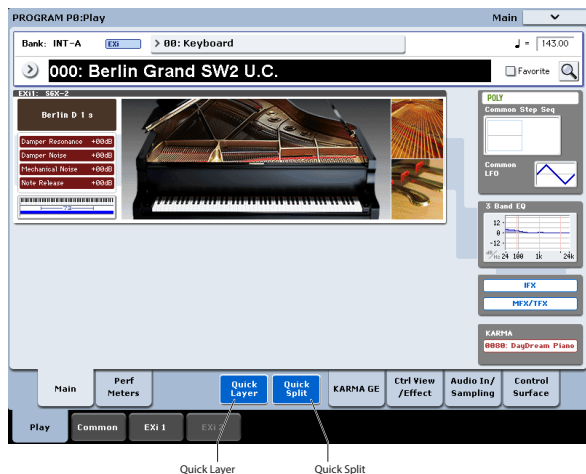 PROGRAM P0:Play
Main
Bank: INT-A
EXi
> 00: Keyboard
♩ = 143.00
000: Berlin Grand SW2 U.C.
Favorite
EXi1: SGX-2
Berlin D 1 s
Damper Resonance +00dB
Damper Noise +00dB
Mechanical Noise +00dB
Note Release +00dB
73
POLY
Common Step Seq
Common
LFO
3 Band EQ
12
0
-12
dB/Hz 24 100 1k 24k
IFX
MFX/TFX
KARMA
0080: DayDream Piano
Main
Perf
Meters
Quick
Layer
Quick
Split
KARMA GE
Ctrl View
/Effect
Audio In/
Sampling
Control
Surface
Play
Common
EXi 1
EXi 2
Quick Layer
Quick Split